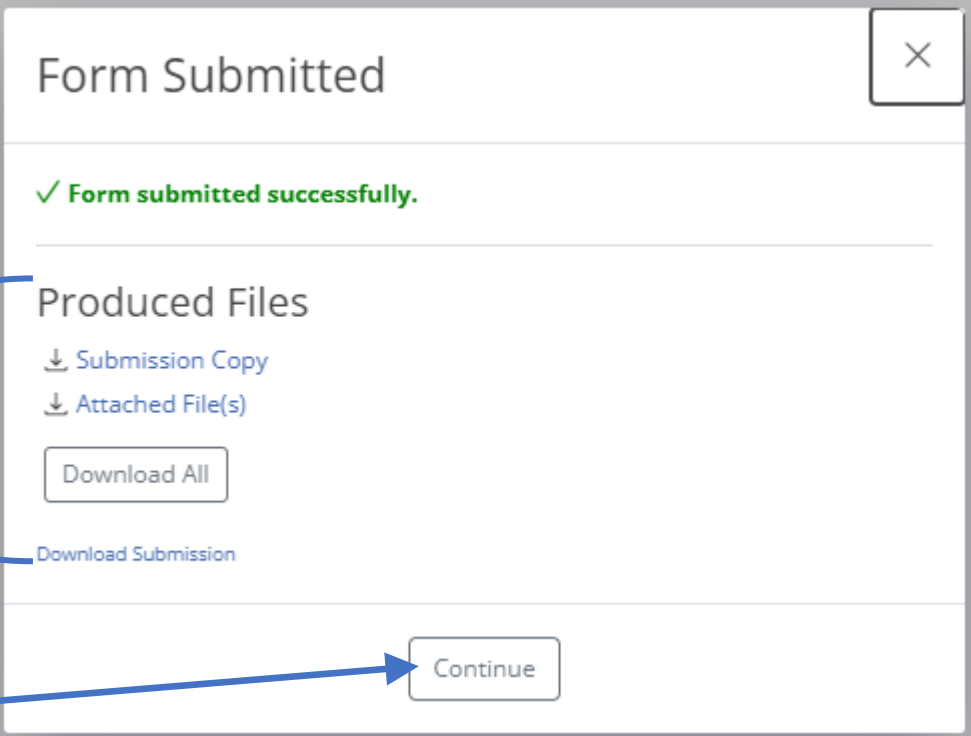 Form Submitted
Form submitted successfully.
Produced Files
Submission Copy
Attached File(s)
Download All
Download Submission
Continue